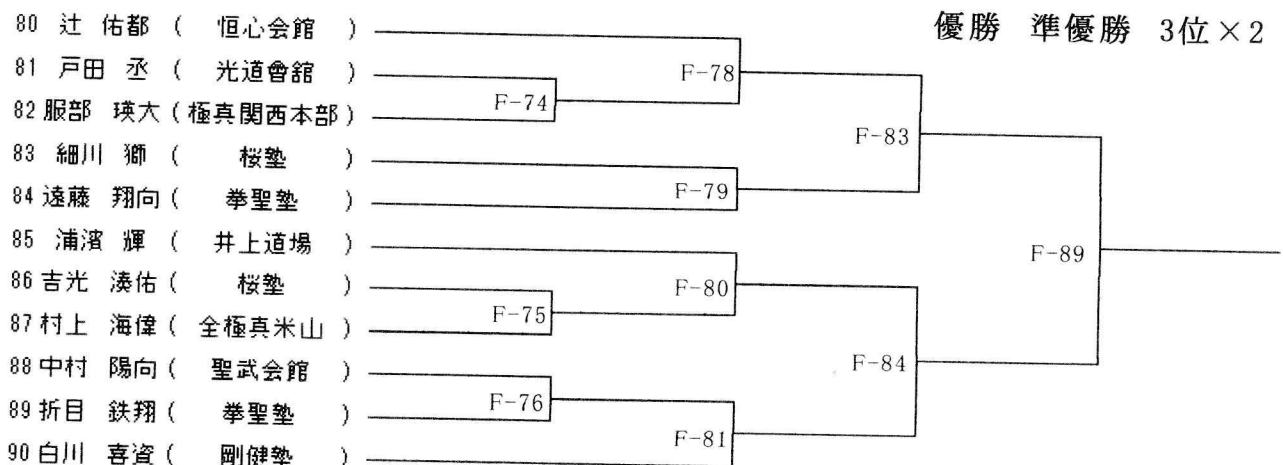 優勝 準優勝 3位×2
80 辻 佑都 ( 恒心会館 )
81 戸田 丞 ( 光道會舘 )
82 服部 瑛大 (極真関西本部)
83 細川 獅 ( 桜塾 )
84 遠藤 翔向 ( 拳聖塾 )
85 浦濱 輝 ( 井上道場 )
86 吉光 湊佑 ( 桜塾 )
87 村上 海偉 ( 全極真米山 )
88 中村 陽向 ( 聖武会館 )
89 折目 鉄翔 ( 拳聖塾 )
90 白川 喜資 ( 剛健塾 )
F-74
F-75
F-76
F-78
F-79
F-80
F-81
F-83
F-84
F-89